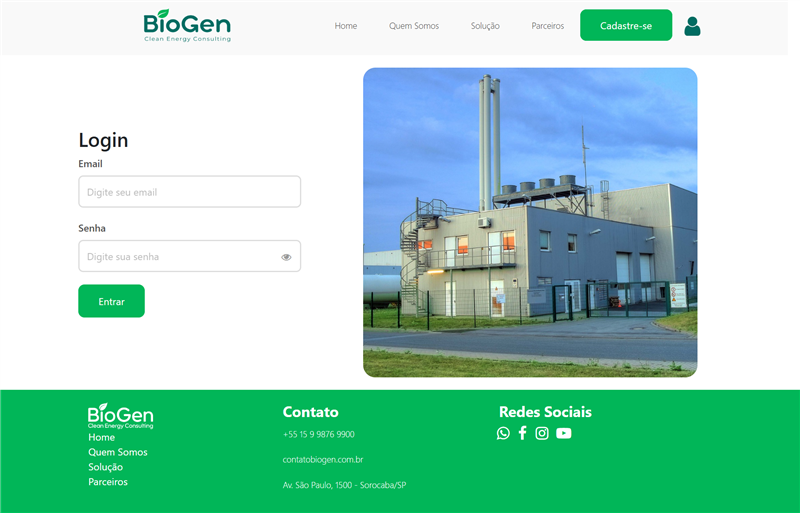 BioGen
Clean Energy Consulting
Home
Quem Somos
Solução
Parceiros
Cadastre-se
Login
Email
Digite seu email
Senha
Digite sua senha
Entrar
BioGen
Clean Energy Consulting
Home
Quem Somos
Solução
Parceiros
Contato
+55 15 9 9876 9900
contatobiogen.com.br
Av. São Paulo, 1500 - Sorocaba/SP
Redes Sociais